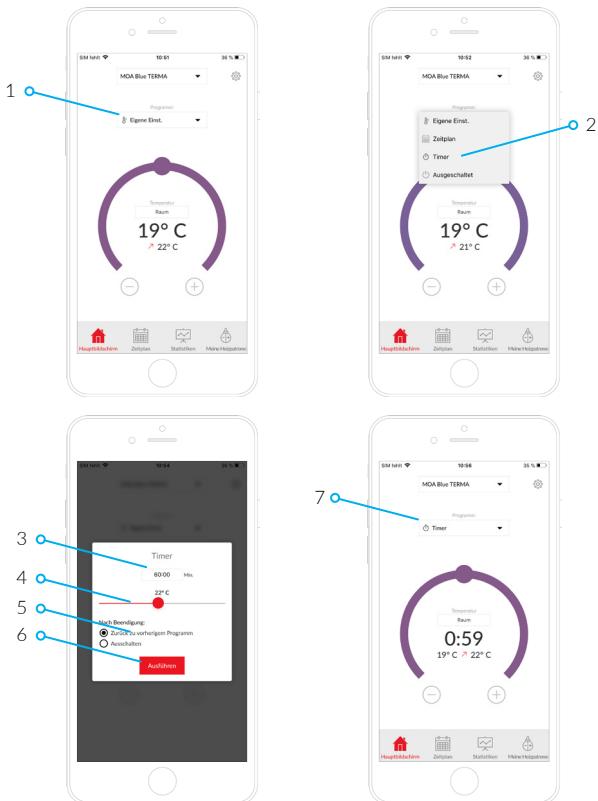 SIM fehlt 10:51 36 %
MOA Blue TERMA
Programm
Eigene Einst.
Temperatur
Raum
19° C
22° C
Hauptbildschirm Zeitplan Statistiken Meine Heizpatrone
1
SIM fehlt 10:52 36 %
MOA Blue TERMA
Programm
Eigene Einst.
Zeitplan
Timer
Ausgeschaltet
2
Temperatur
Raum
19° C
21° C
Hauptbildschirm Zeitplan Statistiken Meine Heizpatrone
SIM fehlt 10:54 35 %
Timer
3
60:00 Min.
4
22° C
5
Nach Beendigung:
Zurück zu vorherigem Programm
6
Ausschalten
Ausführen
SIM fehlt 10:56 35 %
MOA Blue TERMA
7
Programm
Timer
Temperatur
Raum
0:59
19° C 22° C
Hauptbildschirm Zeitplan Statistiken Meine Heizpatrone